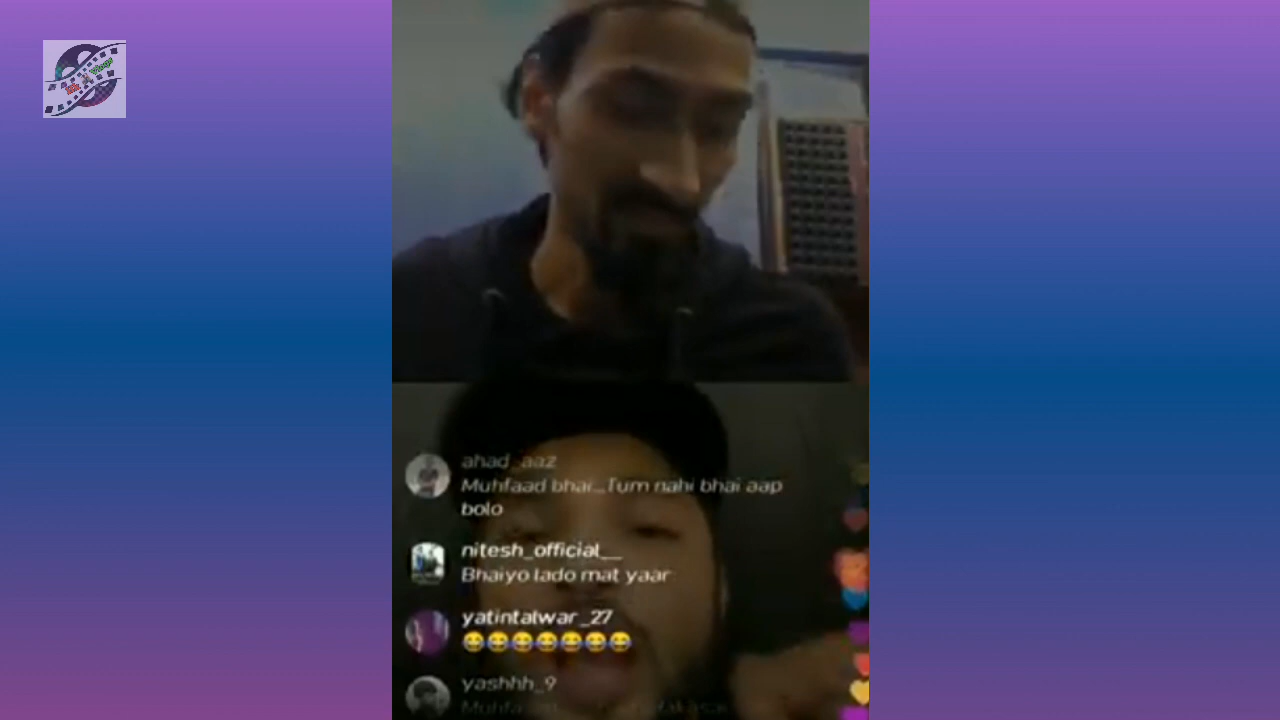 ahad_aaz
Muhfaad bhai...Tum nahi bhai aap
bolo
nitesh_official__
Bhaiyo lado mat yaar
yatintalwar_27
😂😂😂😂😂😂😂
yashhh_9